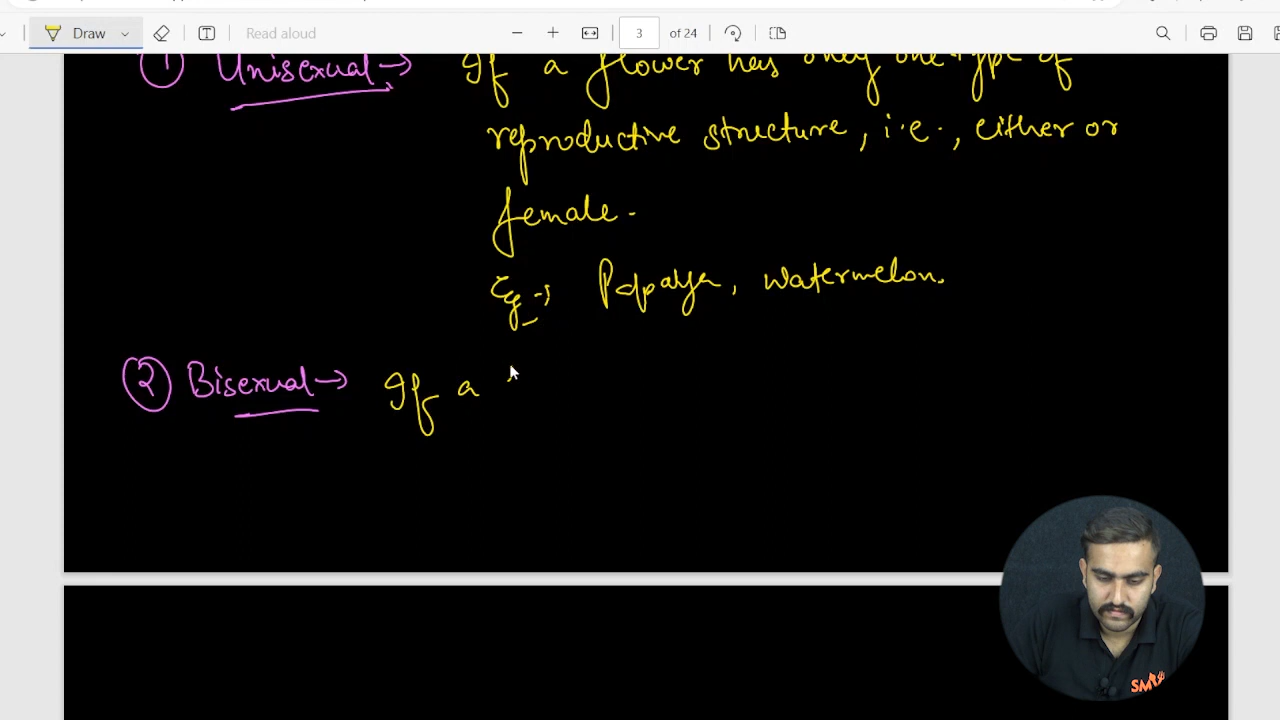 Draw
Read aloud
3 of 24
① Unisexual → If a flower has only one type of
reproductive structure, i.e., either or
female.
Eg → Papaya, watermelon.
② Bisexual → If a
SM